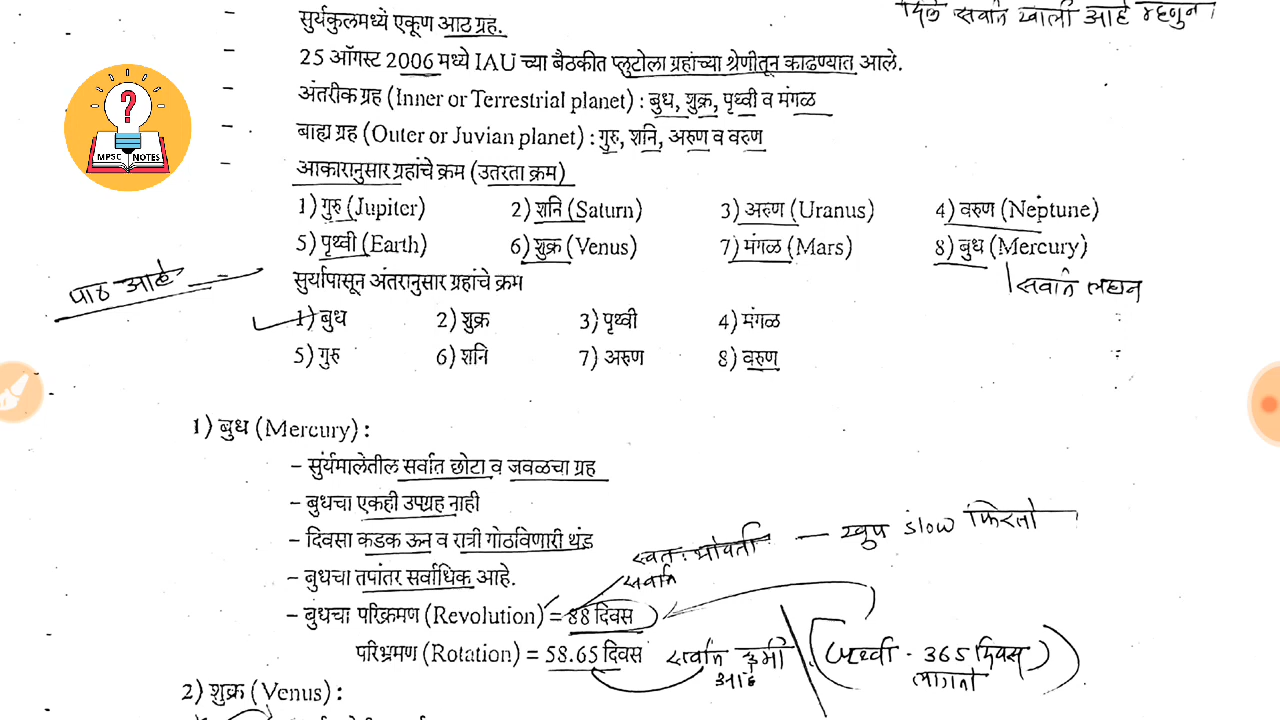 दिले सर्वात खाली आहे म्हणुन
- सुर्यकुलमध्ये एकूण आठ ग्रह.
- 25 ऑगस्ट 2006 मध्ये IAU च्या बैठकीत प्लुटोला ग्रहांच्या श्रेणीतून काढण्यात आले.
- अंतरीक ग्रह (Inner or Terrestrial planet) : बुध, शुक्र, पृथ्वी व मंगळ
- बाह्य ग्रह (Outer or Juvian planet) : गुरु, शनि, अरुण व वरुण
- आकारानुसार ग्रहांचे क्रम (उतरता क्रम)
MPSC NOTES
1) गुरु (Jupiter) 2) शनि (Saturn) 3) अरुण (Uranus) 4) वरुण (Neptune)
5) पृथ्वी (Earth) 6) शुक्र (Venus) 7) मंगळ (Mars) 8) बुध (Mercury)
पाठ आहे - सुर्यापासून अंतरानुसार ग्रहांचे क्रम सर्वात लहान
1) बुध 2) शुक्र 3) पृथ्वी 4) मंगळ
5) गुरु 6) शनि 7) अरुण 8) वरुण
1) बुध (Mercury) :
- सुर्यमालेतील सर्वात छोटा व जवळचा ग्रह
- बुधचा एकही उपग्रह नाही
- दिवसा कडक ऊन व रात्री गोठविणारी थंड
स्वतःभोवती - खुप slow फिरतो
- बुधचा तपांतर सर्वाधिक आहे. सर्वात
- बुधचा परिक्रमण (Revolution) = 88 दिवस
परिभ्रमण (Rotation) = 58.65 दिवस सर्वात कमी आहे (पृथ्वी - 365 दिवस लागतो)
2) शुक्र (Venus) :